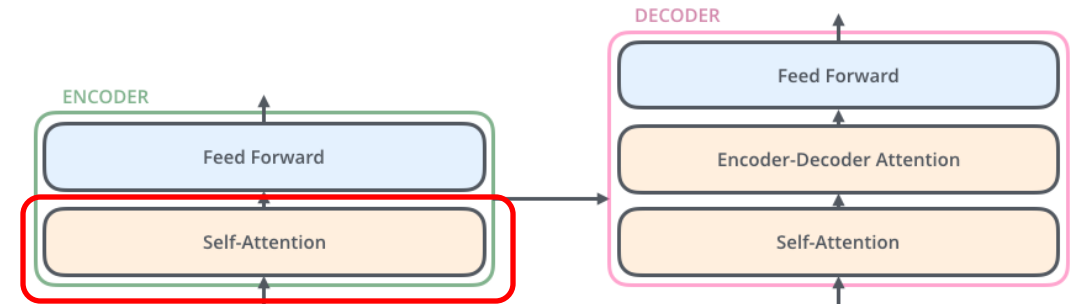 DECODER
Feed Forward
Encoder-Decoder Attention
Self-Attention
ENCODER
Feed Forward
Self-Attention